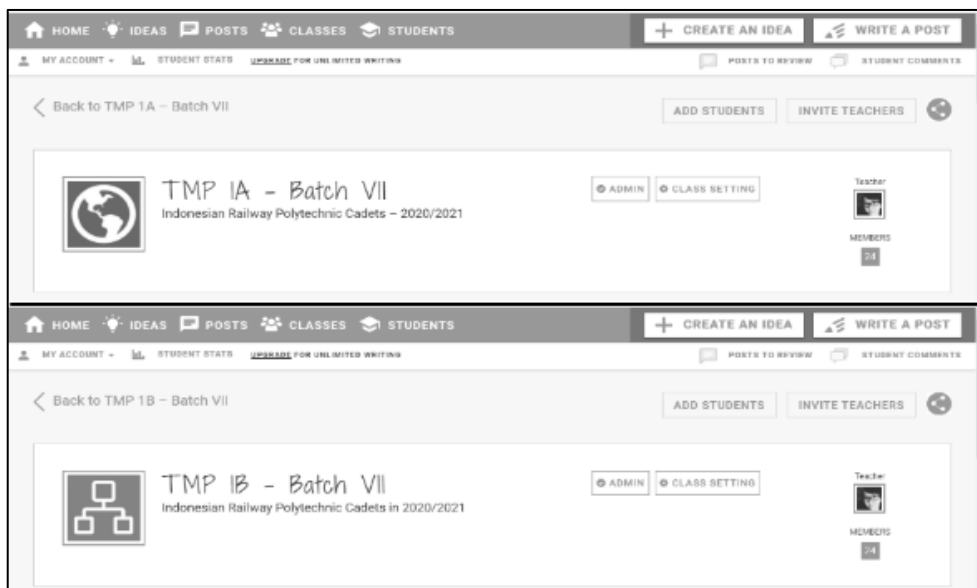 HOME IDEAS POSTS CLASSES STUDENTS CREATE AN IDEA WRITE A POST
MY ACCOUNT STUDENT STATS UPGRADE FOR UNLIMITED WRITING POSTS TO REVIEW STUDENT COMMENTS
Back to TMP 1A – Batch VII ADD STUDENTS INVITE TEACHERS
TMP 1A - Batch VII ADMIN CLASS SETTING Teacher
Indonesian Railway Polytechnic Cadets – 2020/2021
MEMBERS
24
HOME IDEAS POSTS CLASSES STUDENTS CREATE AN IDEA WRITE A POST
MY ACCOUNT STUDENT STATS UPGRADE FOR UNLIMITED WRITING POSTS TO REVIEW STUDENT COMMENTS
Back to TMP 1B – Batch VII ADD STUDENTS INVITE TEACHERS
TMP 1B - Batch VII ADMIN CLASS SETTING Teacher
Indonesian Railway Polytechnic Cadets in 2020/2021
MEMBERS
24